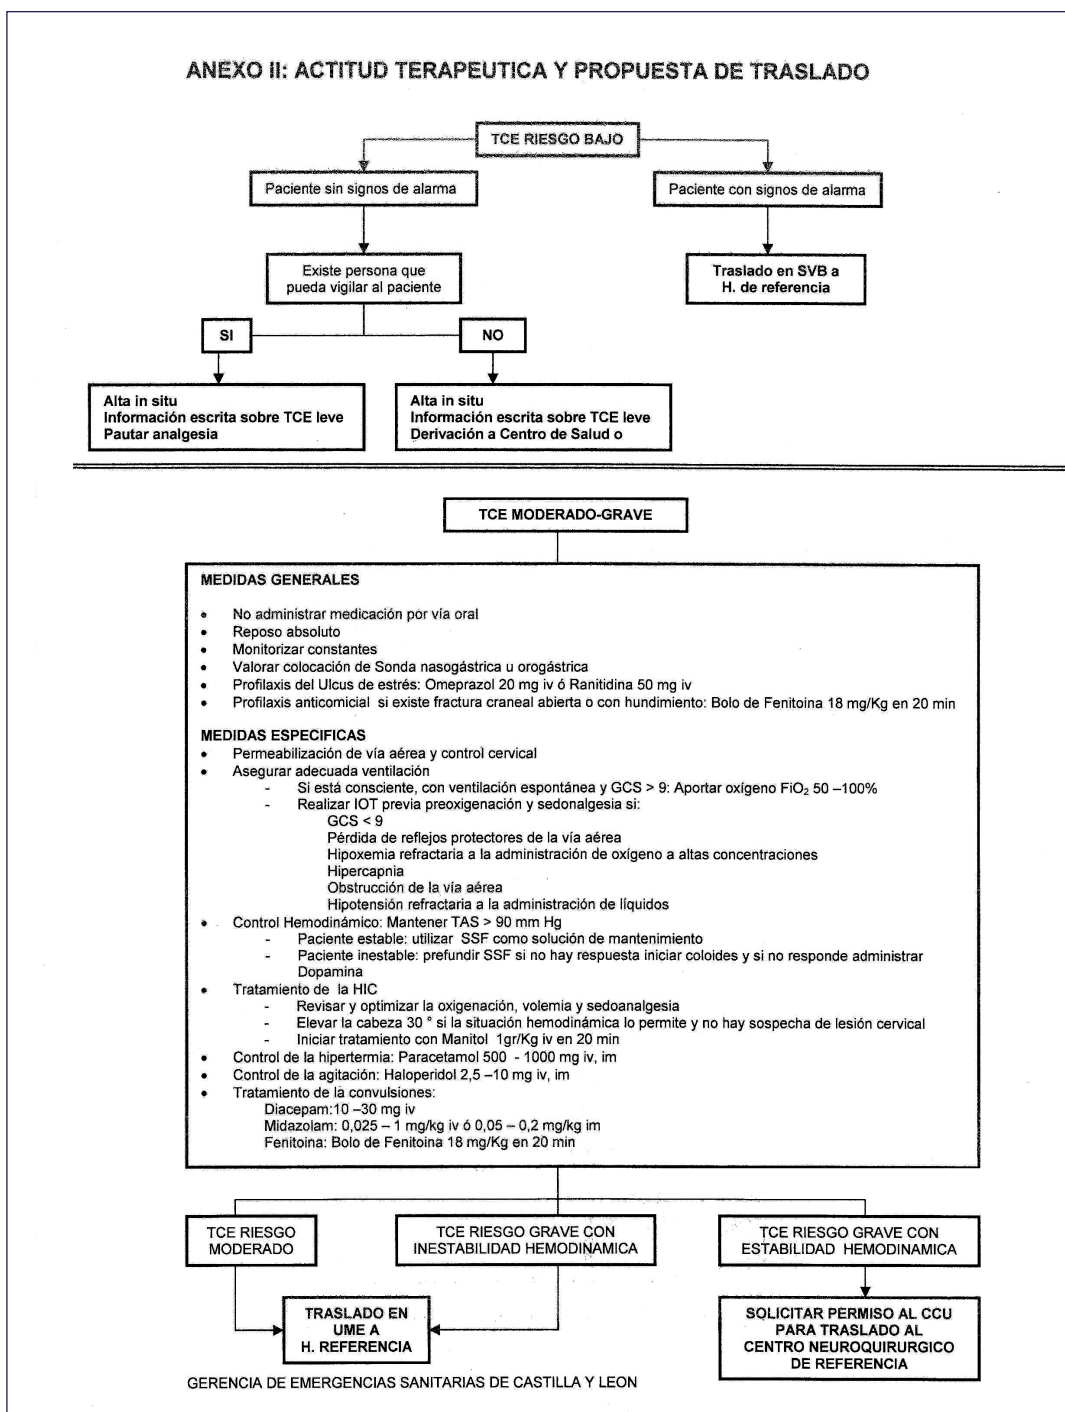 ANEXO II: ACTITUD TERAPEUTICA Y PROPUESTA DE TRASLADO
TCE RIESGO BAJO
Paciente sin signos de alarma
Paciente con signos de alarma
Existe persona que
pueda vigilar al paciente
Traslado en SVB a
H. de referencia
SI
NO
Alta in situ
Información escrita sobre TCE leve
Pautar analgesia
Alta in situ
Información escrita sobre TCE leve
Derivación a Centro de Salud o
TCE MODERADO-GRAVE
MEDIDAS GENERALES
• No administrar medicación por vía oral
• Reposo absoluto
• Monitorizar constantes
• Valorar colocación de Sonda nasogástrica u orogástrica
• Profilaxis del Ulcus de estrés: Omeprazol 20 mg iv ó Ranitidina 50 mg iv
• Profilaxis anticomicial si existe fractura craneal abierta o con hundimiento: Bolo de Fenitoina 18 mg/Kg en 20 min
MEDIDAS ESPECIFICAS
• Permeabilización de vía aérea y control cervical
• Asegurar adecuada ventilación
- Si está consciente, con ventilación espontánea y GCS > 9: Aportar oxígeno FiO₂ 50 –100%
- Realizar IOT previa preoxigenación y sedonalgesia si:
GCS < 9
Pérdida de reflejos protectores de la vía aérea
Hipoxemia refractaria a la administración de oxígeno a altas concentraciones
Hipercapnia
Obstrucción de la vía aérea
Hipotensión refractaria a la administración de líquidos
• Control Hemodinámico: Mantener TAS > 90 mm Hg
- Paciente estable: utilizar SSF como solución de mantenimiento
- Paciente inestable: prefundir SSF si no hay respuesta iniciar coloides y si no responde administrar
Dopamina
• Tratamiento de la HIC
- Revisar y optimizar la oxigenación, volemia y sedoanalgesia
- Elevar la cabeza 30 ° si la situación hemodinámica lo permite y no hay sospecha de lesión cervical
- Iniciar tratamiento con Manitol 1gr/Kg iv en 20 min
• Control de la hipertermia: Paracetamol 500 - 1000 mg iv, im
• Control de la agitación: Haloperidol 2,5 –10 mg iv, im
• Tratamiento de la convulsiones:
Diacepam:10 –30 mg iv
Midazolam: 0,025 – 1 mg/kg iv ó 0,05 – 0,2 mg/kg im
Fenitoina: Bolo de Fenitoina 18 mg/Kg en 20 min
TCE RIESGO
MODERADO
TCE RIESGO GRAVE CON
INESTABILIDAD HEMODINAMICA
TCE RIESGO GRAVE CON
ESTABILIDAD HEMODINAMICA
TRASLADO EN
UME A
H. REFERENCIA
SOLICITAR PERMISO AL CCU
PARA TRASLADO AL
CENTRO NEUROQUIRURGICO
DE REFERENCIA
GERENCIA DE EMERGENCIAS SANITARIAS DE CASTILLA Y LEON